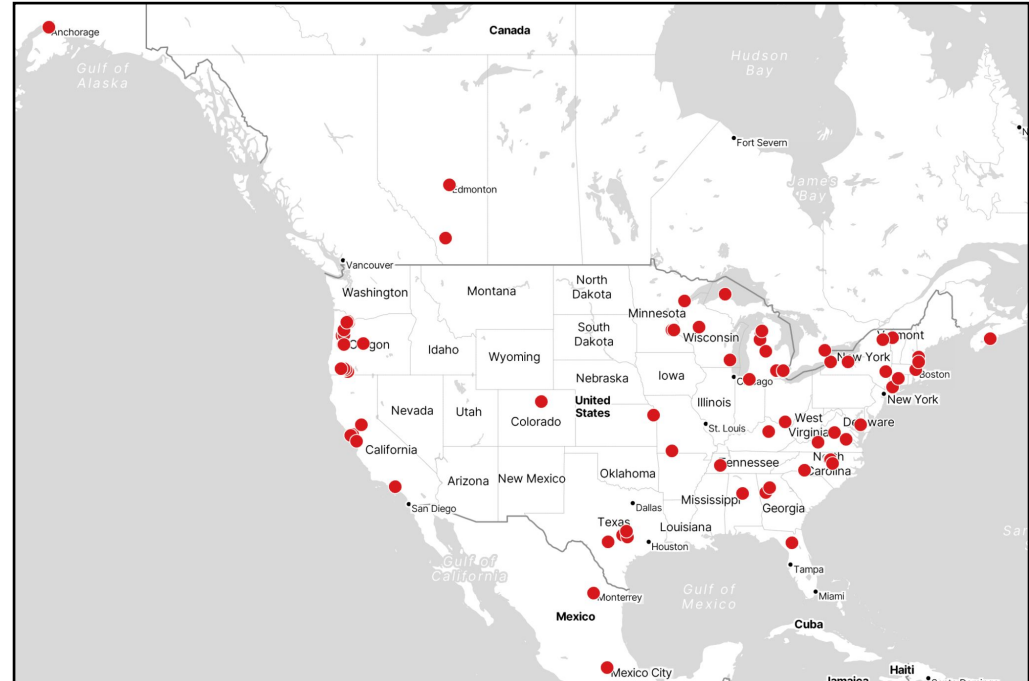 Anchorage
Canada
Gulf of
Alaska
Hudson
Bay
Fort Severn
James
Bay
Edmonton
Vancouver
Washington
Montana
North
Dakota
Minnesota
Oregon
Idaho
South
Dakota
Wisconsin
Vermont
Wyoming
New York
Boston
Nebraska
Iowa
Chicago
New York
Nevada
Utah
Colorado
United
States
Illinois
St. Louis
West
Virginia
Delaware
California
Arizona
New Mexico
Oklahoma
Tennessee
North
Carolina
San Diego
Dallas
Mississippi
Georgia
Texas
Louisiana
Houston
Gulf of
California
Tampa
Miami
Gulf of
Mexico
Monterrey
Mexico
Cuba
Mexico City
Haiti
Jamaica